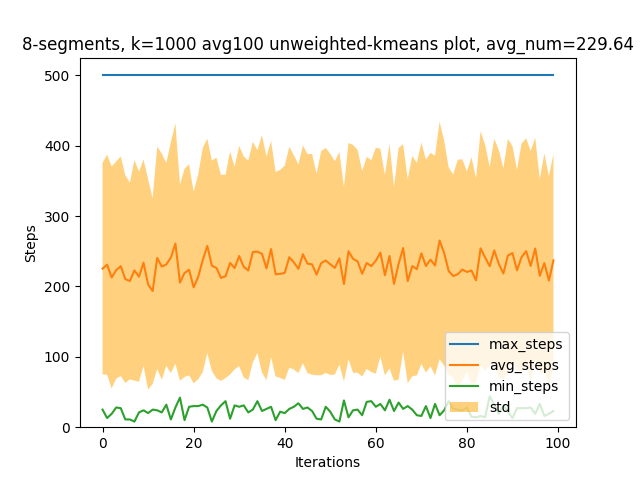 8-segments, k=1000 avg100 unweighted-kmeans plot, avg_num=229.64
500
400
300
200
100
0
Steps
max_steps
avg_steps
min_steps
std
0 20 40 60 80 100
Iterations